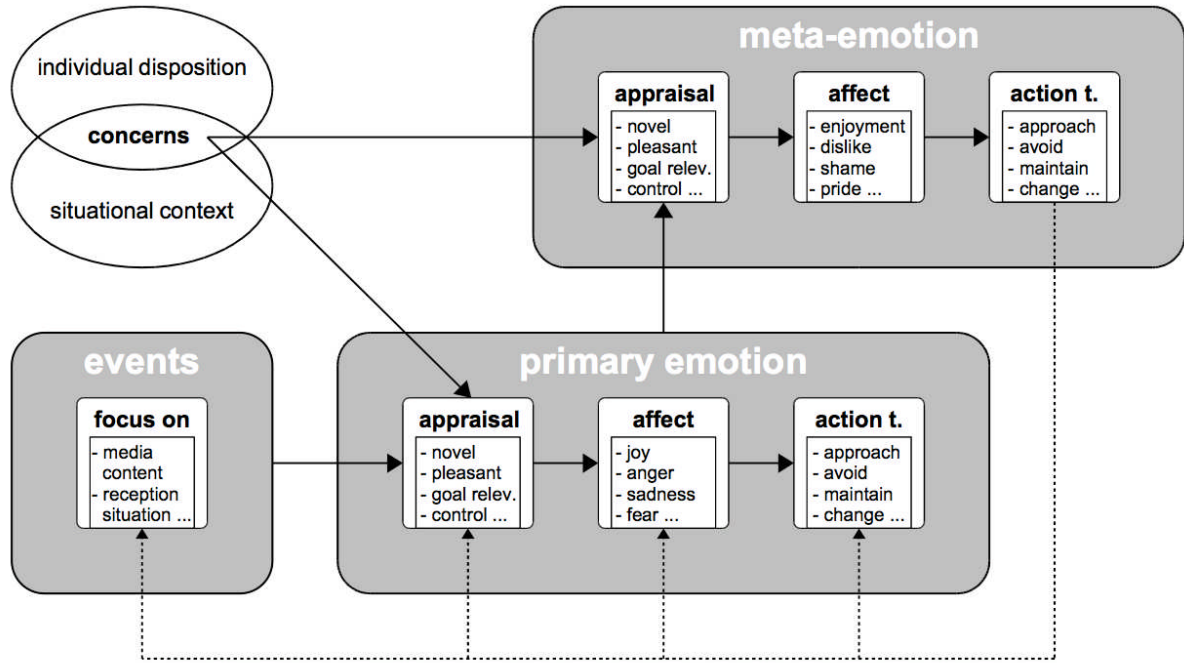 individual disposition
concerns
situational context
meta-emotion
appraisal
- novel
- pleasant
- goal relev.
- control ...
affect
- enjoyment
- dislike
- shame
- pride ...
action t.
- approach
- avoid
- maintain
- change ...
events
focus on
- media
content
- reception
situation ...
primary emotion
appraisal
- novel
- pleasant
- goal relev.
- control ...
affect
- joy
- anger
- sadness
- fear ...
action t.
- approach
- avoid
- maintain
- change ...